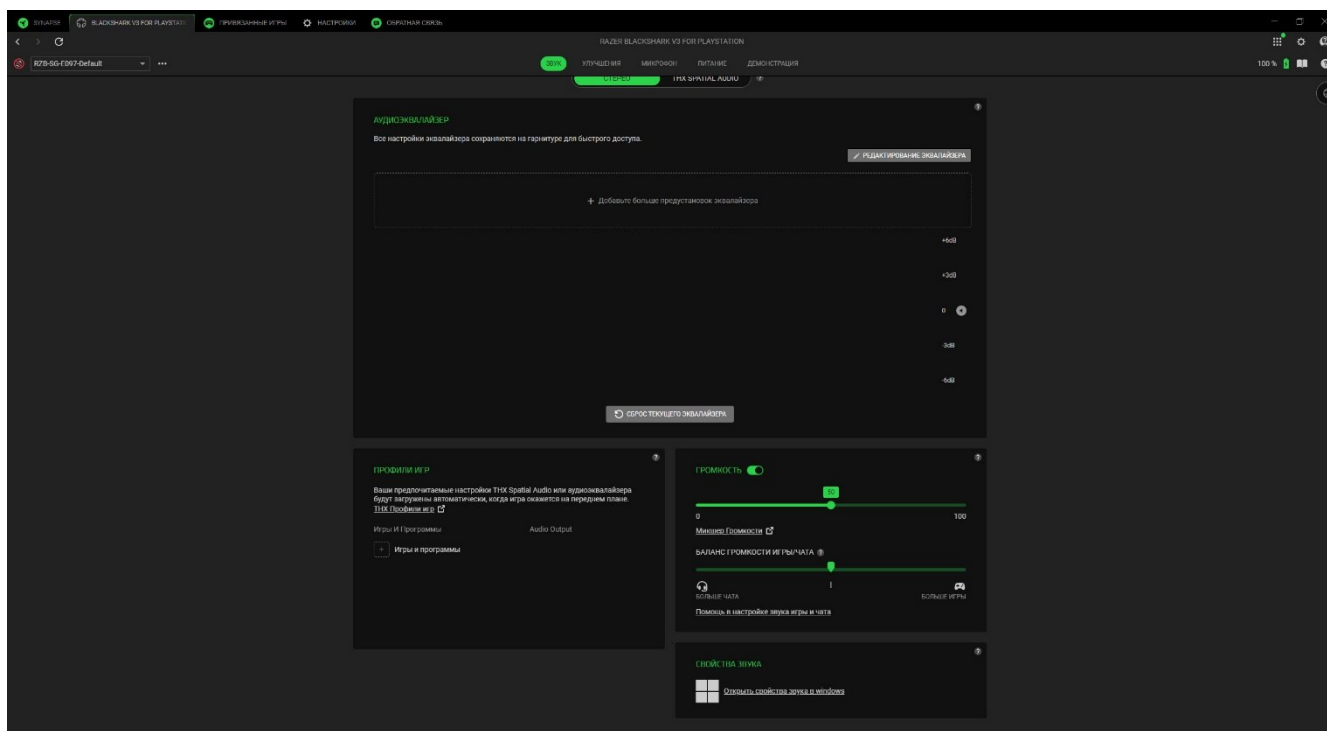 SYNAPSE BLACKSHARK V3 FOR PLAYSTATI ПРИВЯЗАННЫЕ ИГРЫ НАСТРОЙКИ ОБРАТНАЯ СВЯЗЬ
RAZER BLACKSHARK V3 FOR PLAYSTATION
RZB-SG-E097-Default ЗВУК УЛУЧШЕНИЯ МИКРОФОН ПИТАНИЕ ДЕМОНСТРАЦИЯ 100 %
СТЕРЕО THX SPATIAL AUDIO
АУДИОЭКВАЛАЙЗЕР
Все настройки эквалайзера сохраняются на гарнитуре для быстрого доступа.
РЕДАКТИРОВАНИЕ ЭКВАЛАЙЗЕРА
+ Добавьте больше предустановок эквалайзера
+6dB
+3dB
0
-3dB
-6dB
СБРОС ТЕКУЩЕГО ЭКВАЛАЙЗЕРА
ПРОФИЛИ ИГР
Ваши предпочитаемые настройки THX Spatial Audio или аудиоэквалайзера
будут загружены автоматически, когда игра окажется на переднем плане.
THX Профили игр
Игры И Программы Audio Output
+ Игры и программы
ГРОМКОСТЬ
50
0 100
Микшер Громкости
БАЛАНС ГРОМКОСТИ ИГРЫ/ЧАТА
БОЛЬШЕ ЧАТА БОЛЬШЕ ИГРЫ
Помощь в настройке звука игры и чата
СВОЙСТВА ЗВУКА
Открыть свойства звука в windows